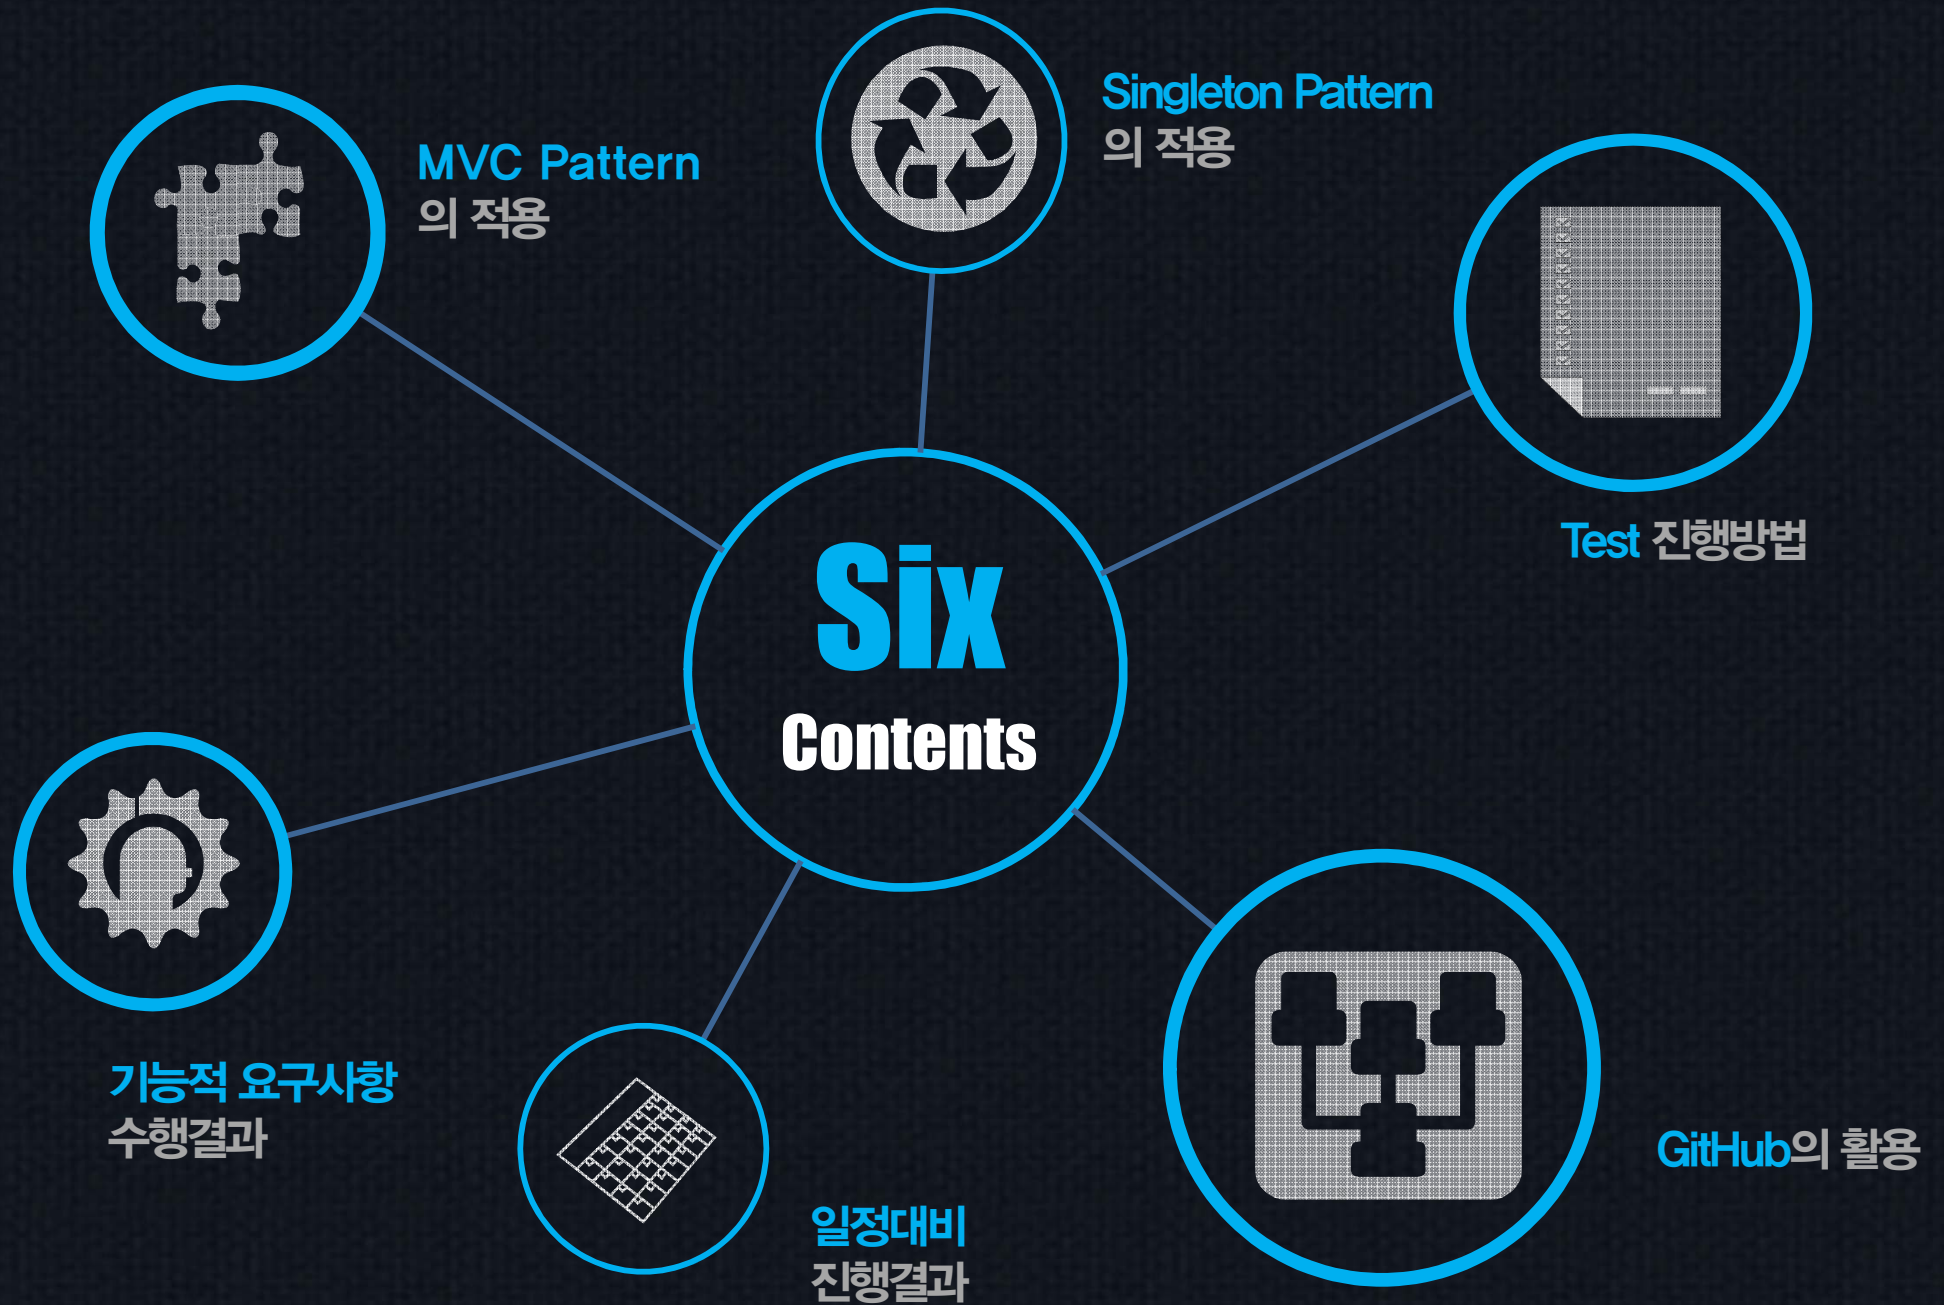 Singleton Pattern
의 적용
MVC Pattern
의 적용
Test 진행방법
Six
Contents
기능적 요구사항
수행결과
GitHub의 활용
일정대비
진행결과